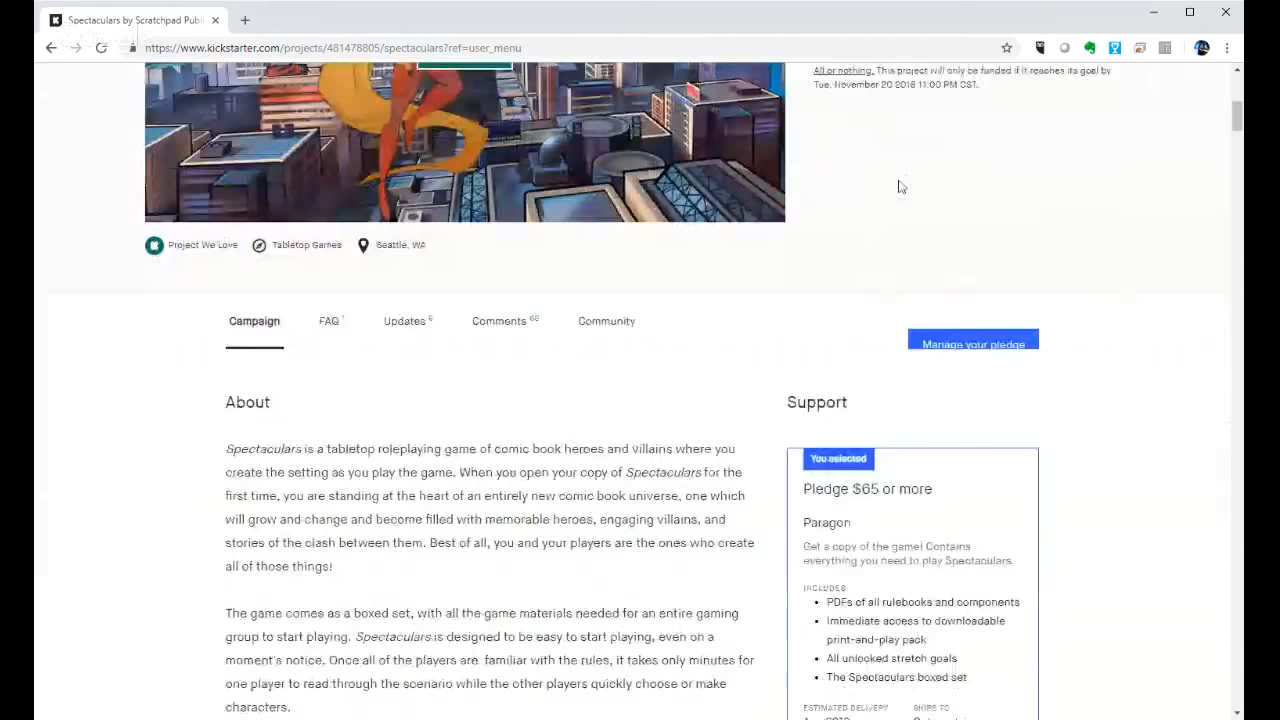 Spectaculars by Scratchpad Publ
https://www.kickstarter.com/projects/481478805/spectaculars?ref=user_menu
All or nothing. This project will only be funded if it reaches its goal by
Tue, November 20 2018 11:00 PM CST.
Project We Love
Tabletop Games
Seattle, WA
Campaign
FAQ 1
Updates
Comments
Community
Manage your pledge
About
Support
Spectaculars is a tabletop roleplaying game of comic book heroes and villains where you
create the setting as you play the game. When you open your copy of Spectaculars for the
first time, you are standing at the heart of an entirely new comic book universe, one which
will grow and change and become filled with memorable heroes, engaging villains, and
stories of the clash between them. Best of all, you and your players are the ones who create
all of those things!
The game comes as a boxed set, with all the game materials needed for an entire gaming
group to start playing. Spectaculars is designed to be easy to start playing, even on a
moment's notice. Once all of the players are familiar with the rules, it takes only minutes for
one player to read through the scenario while the other players quickly choose or make
characters.
You selected
Pledge $65 or more
Paragon
Get a copy of the game! Contains
everything you need to play Spectaculars.
INCLUDES
• PDFs of all rulebooks and components
• Immediate access to downloadable
print-and-play pack
• All unlocked stretch goals
• The Spectaculars boxed set
ESTIMATED DELIVERY
SHIPS TO